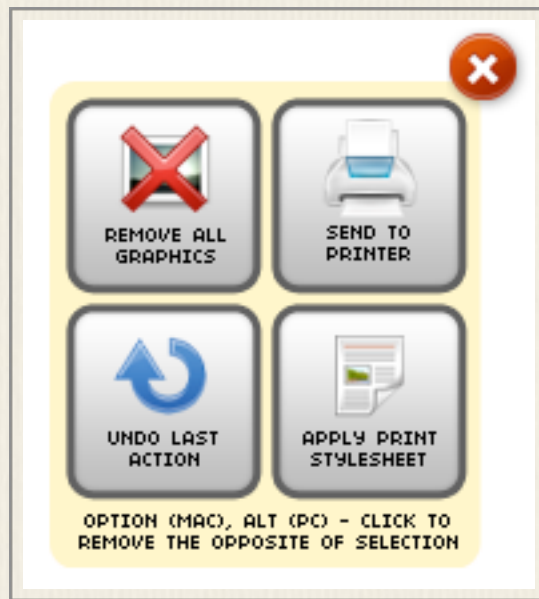 REMOVE ALL
GRAPHICS
SEND TO
PRINTER
UNDO LAST
ACTION
APPLY PRINT
STYLESHEET
OPTION (MAC), ALT (PC) - CLICK TO
REMOVE THE OPPOSITE OF SELECTION